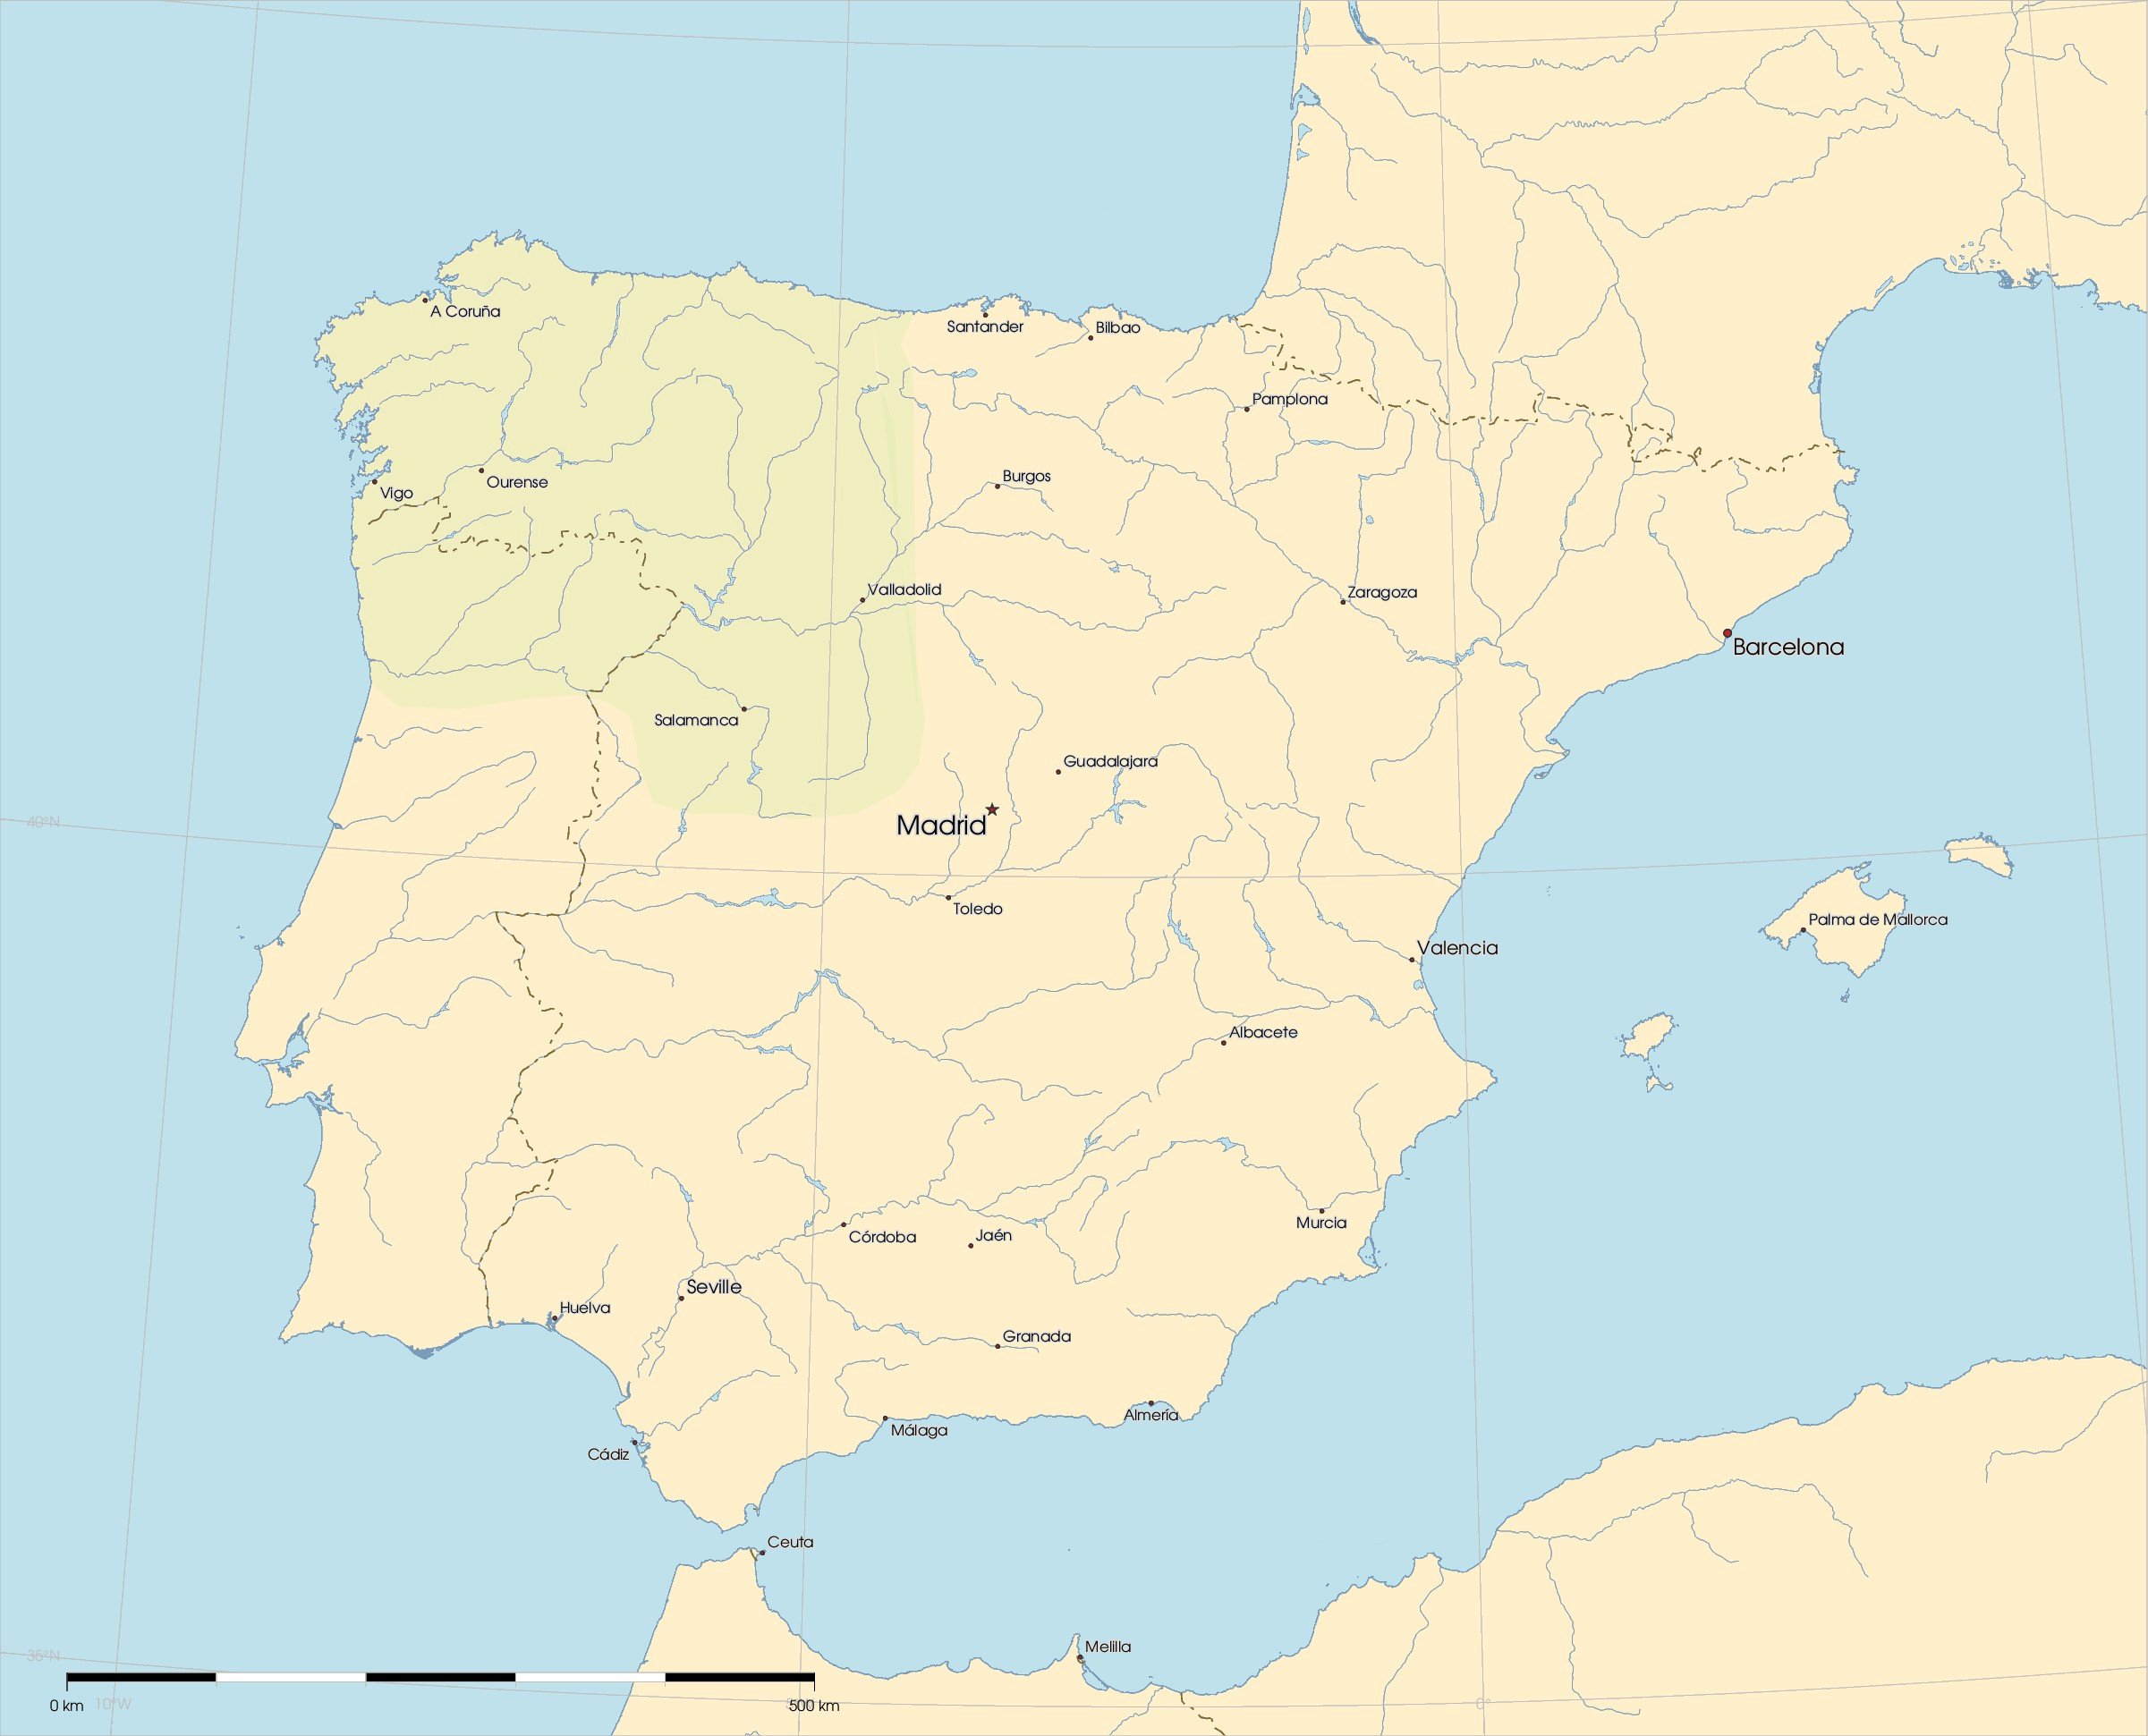 A Coruña
Santander
Bilbao
Pamplona
Burgos
Ourense
Vigo
Valladolid
Zaragoza
Barcelona
Salamanca
Guadalajara
40°N
Madrid
Toledo
Palma de Mallorca
Valencia
Albacete
Murcia
Córdoba
Jaén
Seville
Huelva
Granada
Almería
Málaga
Cádiz
Ceuta
Melilla
35°N
0 km
10°W
500 km
0°